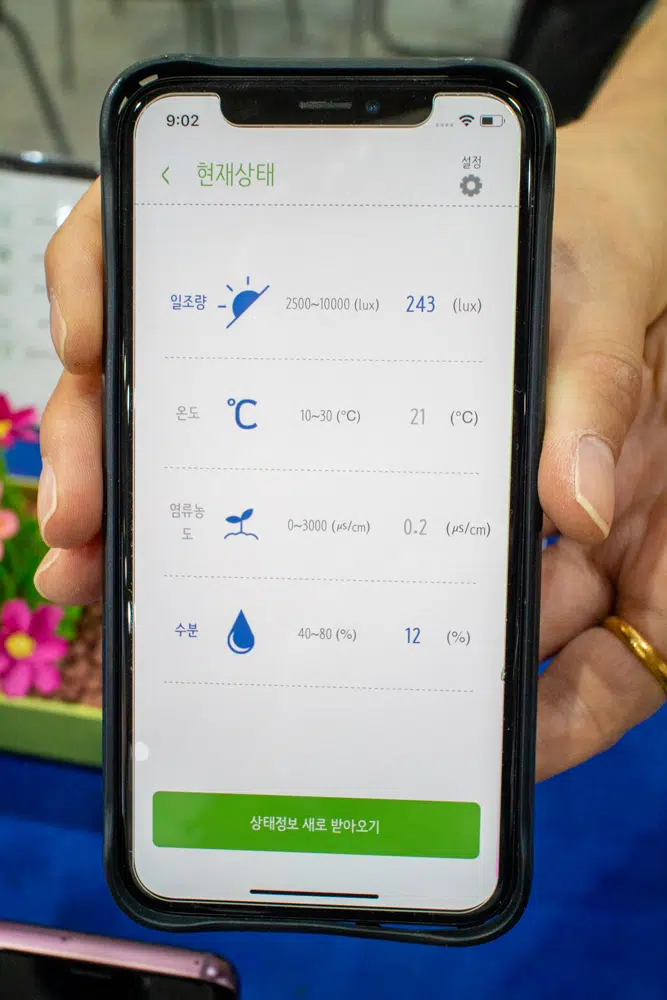 9:02
현재상태
설정
일조량 2500~10000 (lux) 243 (lux)
온도 °C 10~30 (°C) 21 (°C)
염류농
도 0~3000 (μs/cm) 0.2 (μs/cm)
수분 40~80 (%) 12 (%)
상태정보 새로 받아오기